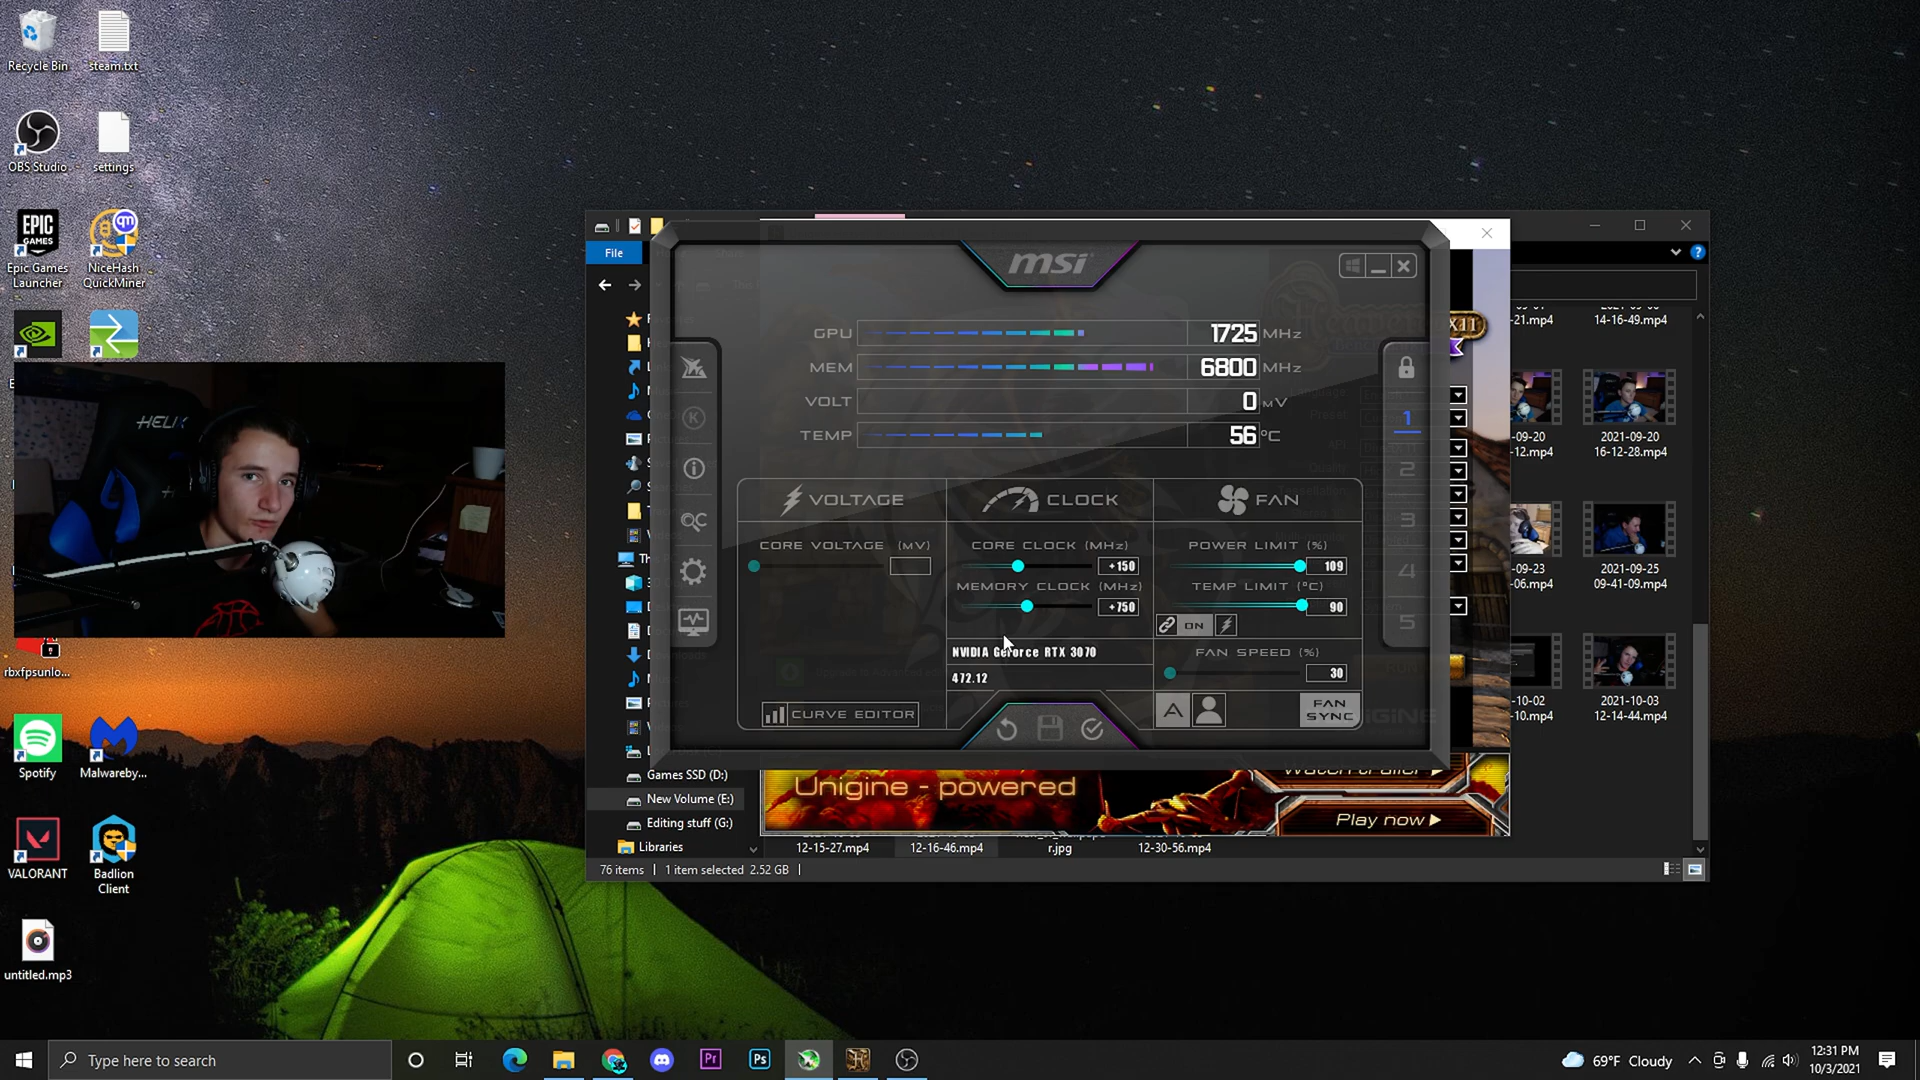 Recycle Bin
steam.txt
OBS Studio
settings
EPIC
GAMES
Epic Games
Launcher
NiceHash
QuickMiner
HELIX
rbxfpsunlo...
Spotify
Malwareby...
VALORANT
Badlion
Client
untitled.mp3
File
msi
GPU
1725 MHz
MEM
6800 MHz
VOLT
0 MV
TEMP
56 °C
VOLTAGE
CLOCK
FAN
CORE VOLTAGE (MV)
CORE CLOCK (MHz)
+150
MEMORY CLOCK (MHz)
+750
POWER LIMIT (%)
109
TEMP LIMIT (°C)
90
ON
NVIDIA GeForce RTX 3070
472.12
FAN SPEED (%)
30
CURVE EDITOR
A
FAN
SYNC
K
OC
1
2
3
4
5
Games SSD (D:)
New Volume (E:)
Editing stuff (G:)
Libraries
Unigine - powered
Play now
12-15-27.mp4
12-16-46.mp4
r.jpg
12-30-56.mp4
76 items
1 item selected 2.52 GB
-21.mp4
14-16-49.mp4
-09-20
-12.mp4
2021-09-20
16-12-28.mp4
-09-23
-06.mp4
2021-09-25
09-41-09.mp4
-10-02
-10.mp4
2021-10-03
12-14-44.mp4
Type here to search
Pr
Ps
69°F Cloudy
12:31 PM
10/3/2021